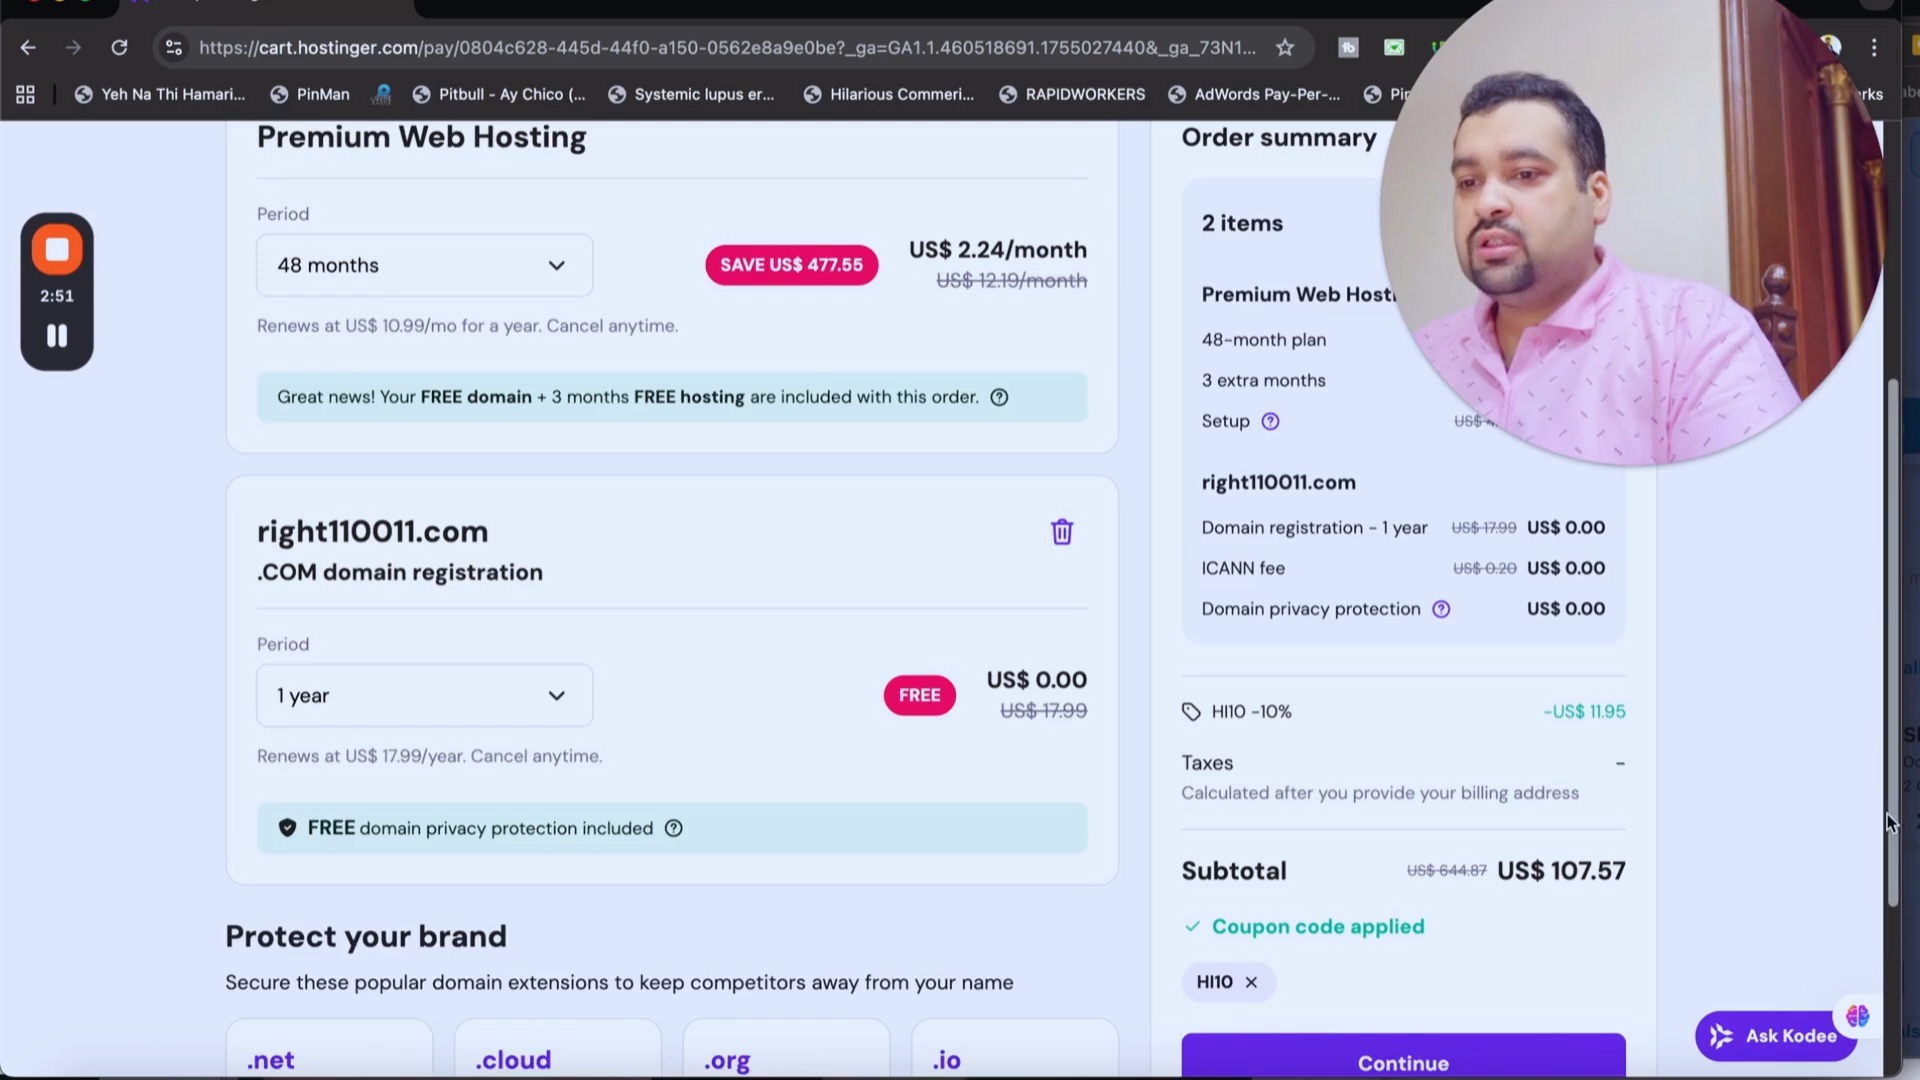 https://cart.hostinger.com/pay/0804c628-445d-44f0-a150-0562e8a9e0be?_ga=GA1.1.460518691.1755027440&_ga_73N1...
Yeh Na Thi Hamari...
PinMan
Pitbull - Ay Chico (...
Systemic lupus er...
Hilarious Commeri...
RAPIDWORKERS
AdWords Pay-Per-...
2:51
Premium Web Hosting
Period
48 months
SAVE US$ 477.55
US$ 2.24/month
US$ 12.19/month
Renews at US$ 10.99/mo for a year. Cancel anytime.
Great news! Your FREE domain + 3 months FREE hosting are included with this order.
right110011.com
.COM domain registration
Period
1 year
FREE
US$ 0.00
US$ 17.99
Renews at US$ 17.99/year. Cancel anytime.
FREE domain privacy protection included
Protect your brand
Secure these popular domain extensions to keep competitors away from your name
.net
.cloud
.org
.io
Order summary
2 items
Premium Web
48-month plan
3 extra months
Setup
right110011.com
Domain registration - 1 year US$ 17.99 US$ 0.00
ICANN fee US$ 0.20 US$ 0.00
Domain privacy protection US$ 0.00
HI10 -10% -US$ 11.95
Taxes -
Calculated after you provide your billing address
Subtotal US$ 644.87 US$ 107.57
Coupon code applied
HI10
Continue
Ask Kodee